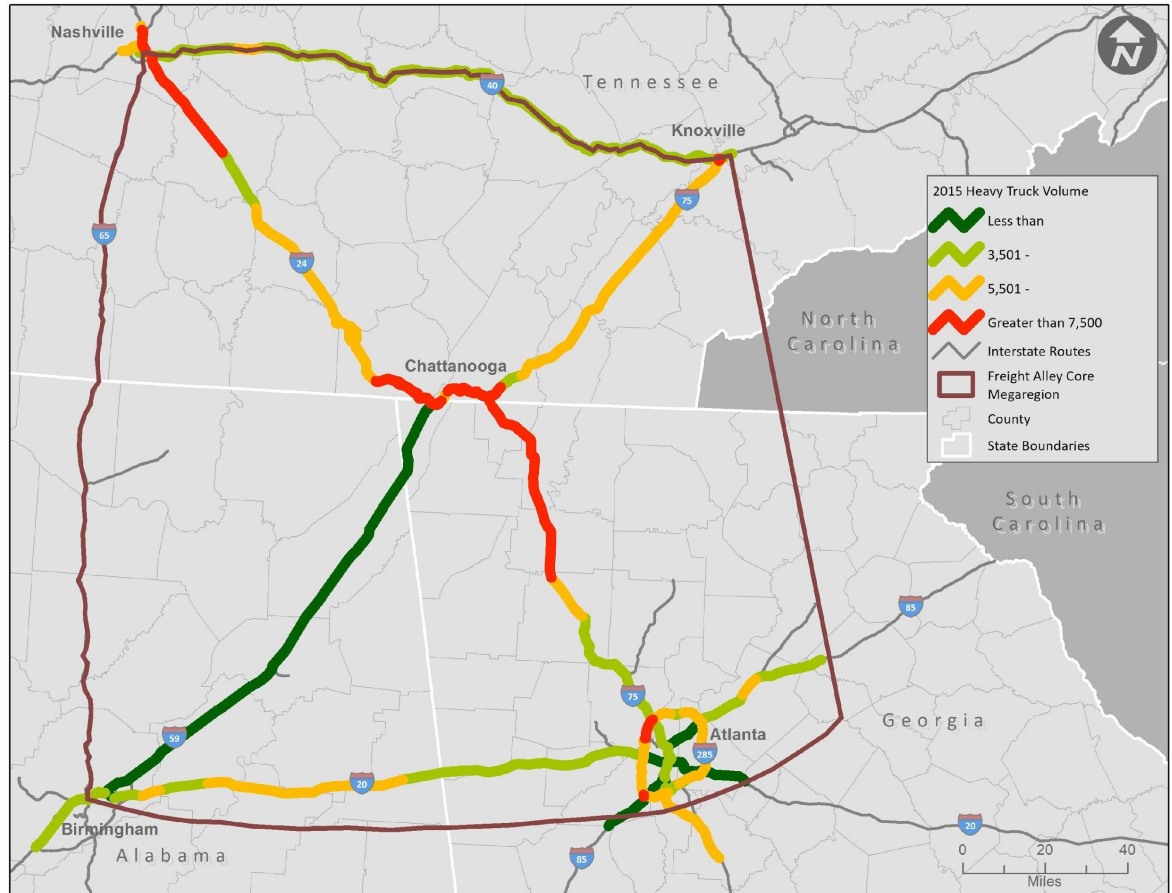 Nashville
Tennessee
40
Knoxville
75
65
24
2015 Heavy Truck Volume
Less than
3,501 -
5,501 -
Greater than 7,500
Interstate Routes
Freight Alley Core
Megaregion
County
State Boundaries
North
Carolina
Chattanooga
South
Carolina
N
85
75
Georgia
Atlanta
285
59
20
Birmingham
Alabama
85
20
0 20 40
Miles